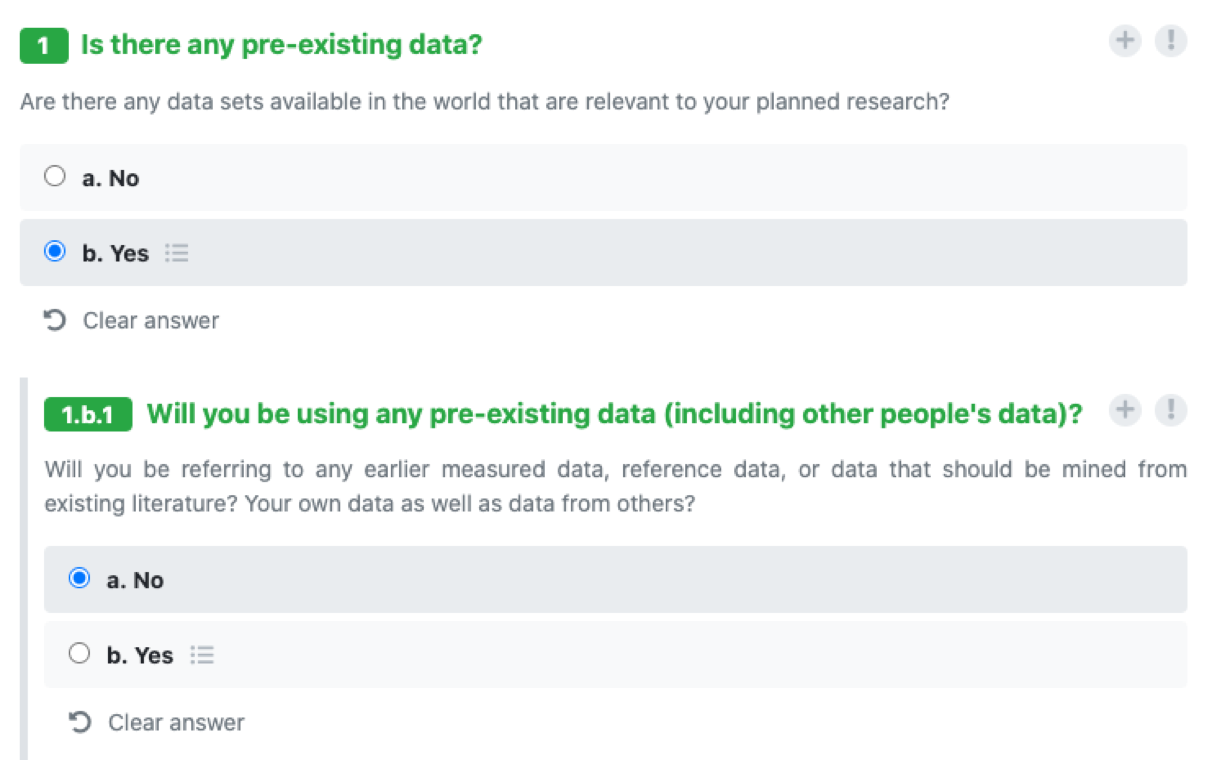 1 Is there any pre-existing data?
Are there any data sets available in the world that are relevant to your planned research?
a. No
b. Yes
Clear answer
1.b.1 Will you be using any pre-existing data (including other people's data)?
Will you be referring to any earlier measured data, reference data, or data that should be mined from
existing literature? Your own data as well as data from others?
a. No
b. Yes
Clear answer